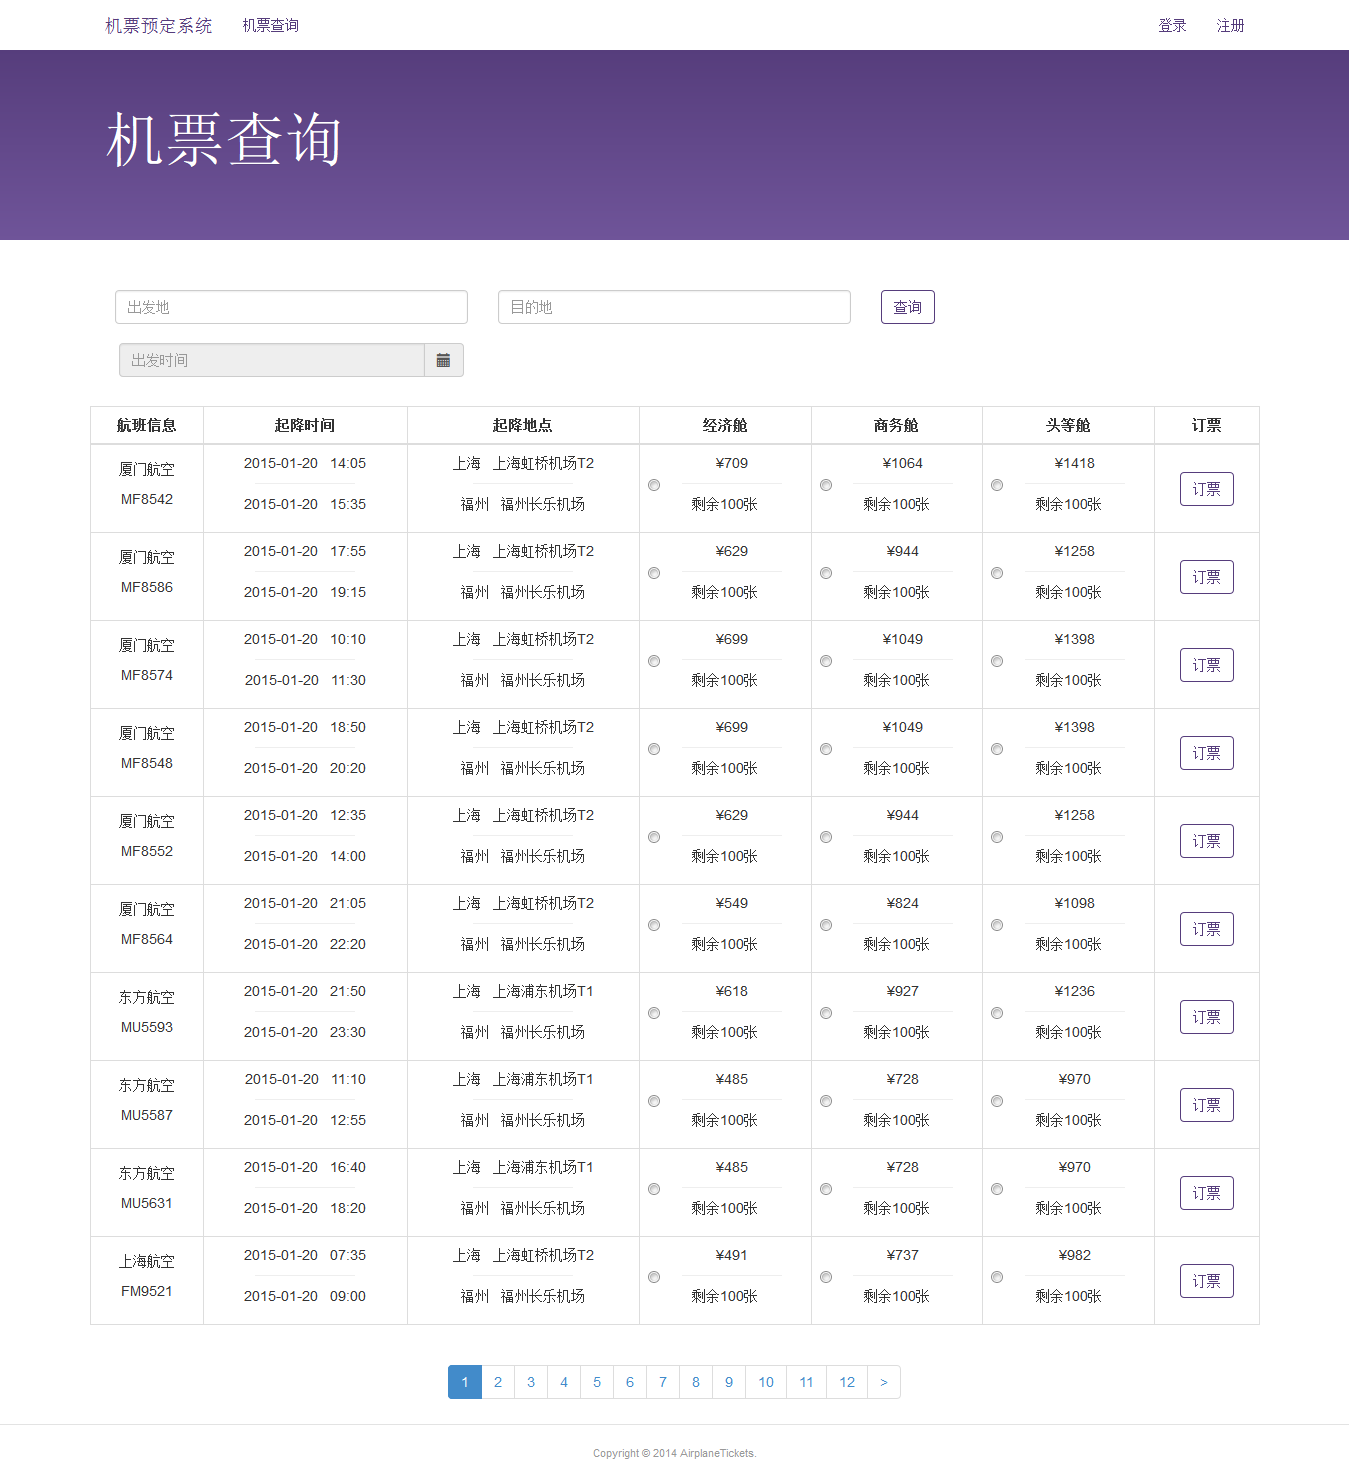 机票预定系统 机票查询 登录 注册
机票查询
出发地 目的地 查询
出发时间
航班信息 起降时间 起降地点 经济舱 商务舱 头等舱 订票
厦门航空 MF8542
2015-01-20 14:05 上海 上海虹桥机场T2 ¥709 ¥1064 ¥1418
2015-01-20 15:35 福州 福州长乐机场 剩余100张 剩余100张 剩余100张 订票
厦门航空 MF8586
2015-01-20 17:55 上海 上海虹桥机场T2 ¥629 ¥944 ¥1258
2015-01-20 19:15 福州 福州长乐机场 剩余100张 剩余100张 剩余100张 订票
厦门航空 MF8574
2015-01-20 10:10 上海 上海虹桥机场T2 ¥699 ¥1049 ¥1398
2015-01-20 11:30 福州 福州长乐机场 剩余100张 剩余100张 剩余100张 订票
厦门航空 MF8548
2015-01-20 18:50 上海 上海虹桥机场T2 ¥699 ¥1049 ¥1398
2015-01-20 20:20 福州 福州长乐机场 剩余100张 剩余100张 剩余100张 订票
厦门航空 MF8552
2015-01-20 12:35 上海 上海虹桥机场T2 ¥629 ¥944 ¥1258
2015-01-20 14:00 福州 福州长乐机场 剩余100张 剩余100张 剩余100张 订票
厦门航空 MF8564
2015-01-20 21:05 上海 上海虹桥机场T2 ¥549 ¥824 ¥1098
2015-01-20 22:20 福州 福州长乐机场 剩余100张 剩余100张 剩余100张 订票
东方航空 MU5593
2015-01-20 21:50 上海 上海浦东机场T1 ¥618 ¥927 ¥1236
2015-01-20 23:30 福州 福州长乐机场 剩余100张 剩余100张 剩余100张 订票
东方航空 MU5587
2015-01-20 11:10 上海 上海浦东机场T1 ¥485 ¥728 ¥970
2015-01-20 12:55 福州 福州长乐机场 剩余100张 剩余100张 剩余100张 订票
东方航空 MU5631
2015-01-20 16:40 上海 上海浦东机场T1 ¥485 ¥728 ¥970
2015-01-20 18:20 福州 福州长乐机场 剩余100张 剩余100张 剩余100张 订票
上海航空 FM9521
2015-01-20 07:35 上海 上海虹桥机场T2 ¥491 ¥737 ¥982
2015-01-20 09:00 福州 福州长乐机场 剩余100张 剩余100张 剩余100张 订票
1 2 3 4 5 6 7 8 9 10 11 12 >
Copyright © 2014 AirplaneTickets.